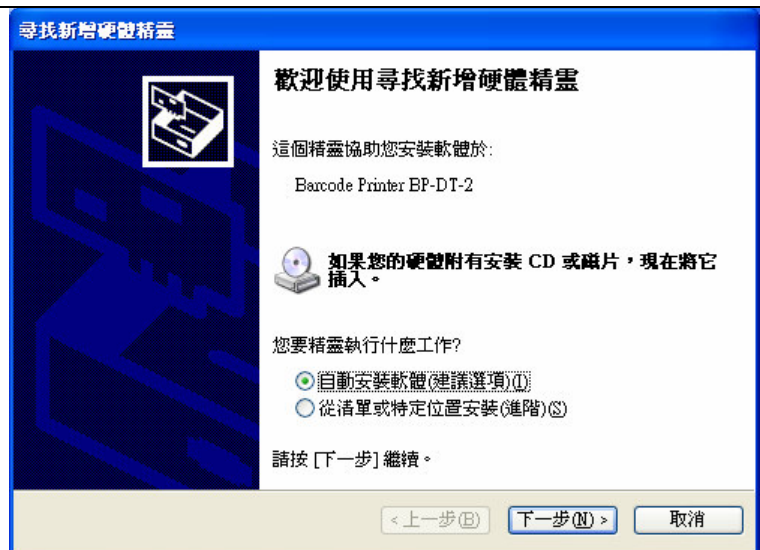 尋找新增硬體精靈
歡迎使用尋找新增硬體精靈
這個精靈協助您安裝軟體於:
Barcode Printer BP-DT-2
如果您的硬體附有安裝 CD 或磁片，現在將它
插入。
您要精靈執行什麼工作?
自動安裝軟體(建議選項)(I)
從清單或特定位置安裝(進階)(S)
請按 [下一步] 繼續。
<上一步(B)
下一步(N) >
取消